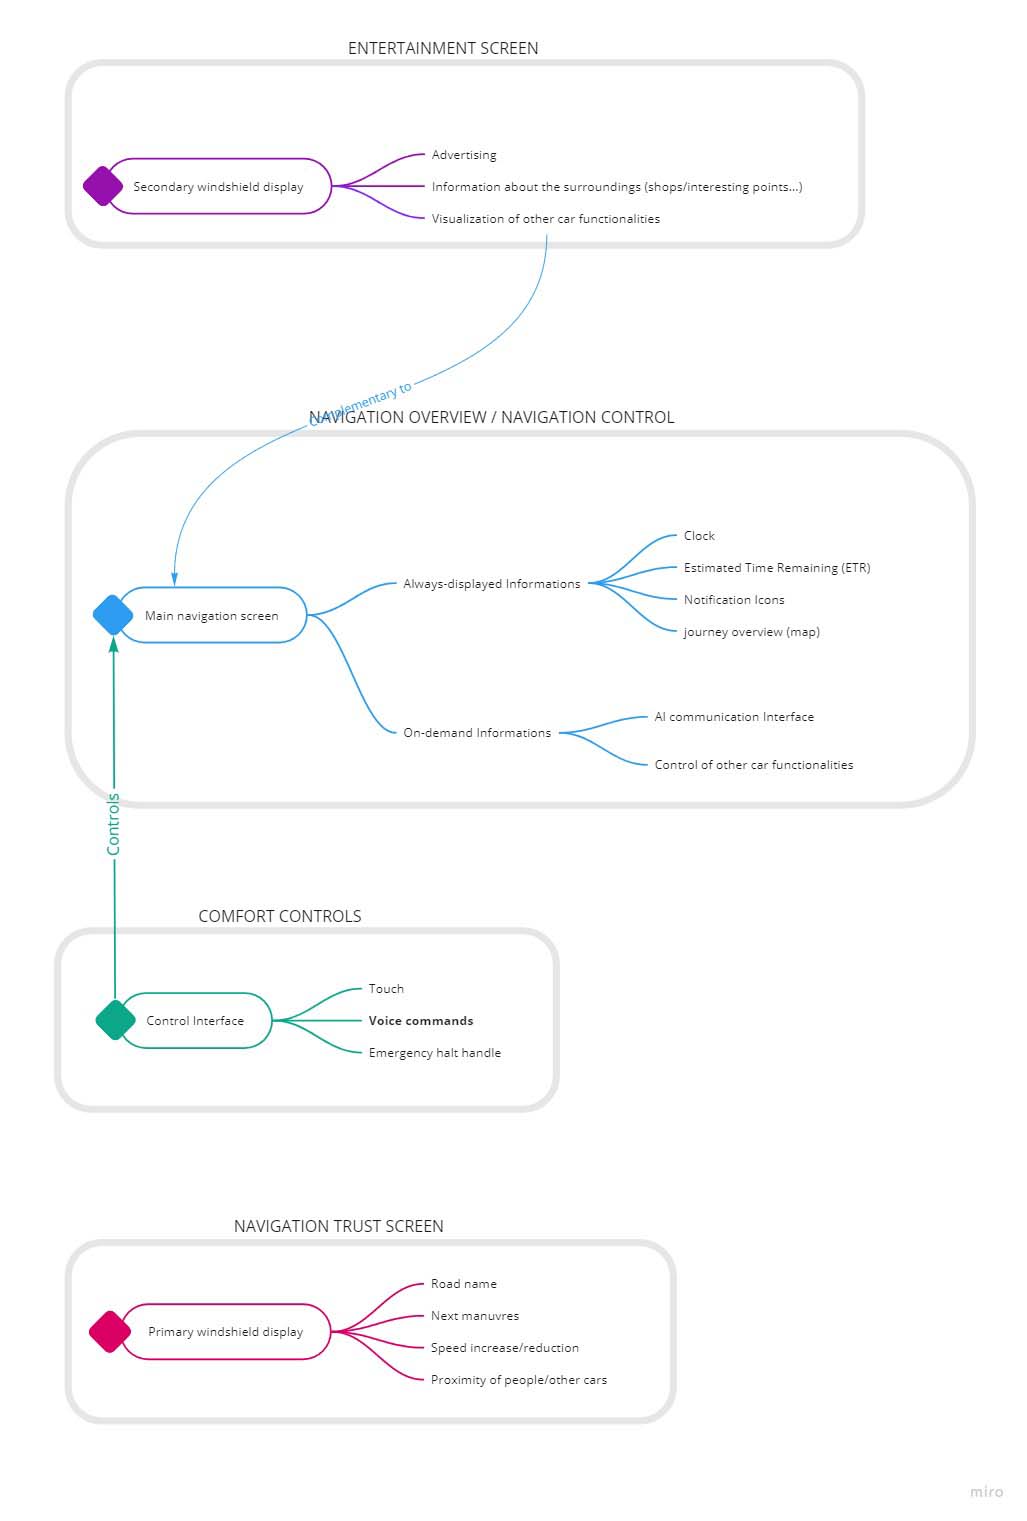 ENTERTAINMENT SCREEN
Secondary windshield display
Advertising
Information about the surroundings (shops/interesting points...)
Visualization of other car functionalities
Complementary to
NAVIGATION OVERVIEW / NAVIGATION CONTROL
Main navigation screen
Always-displayed Informations
Clock
Estimated Time Remaining (ETR)
Notification Icons
journey overview (map)
On-demand Informations
AI communication Interface
Control of other car functionalities
Controls
COMFORT CONTROLS
Control Interface
Touch
Voice commands
Emergency halt handle
NAVIGATION TRUST SCREEN
Primary windshield display
Road name
Next manuvres
Speed increase/reduction
Proximity of people/other cars
miro